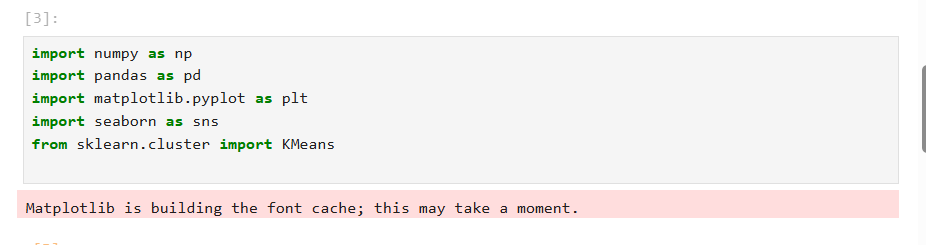 [3]:
import numpy as np
import pandas as pd
import matplotlib.pyplot as plt
import seaborn as sns
from sklearn.cluster import KMeans
Matplotlib is building the font cache; this may take a moment.